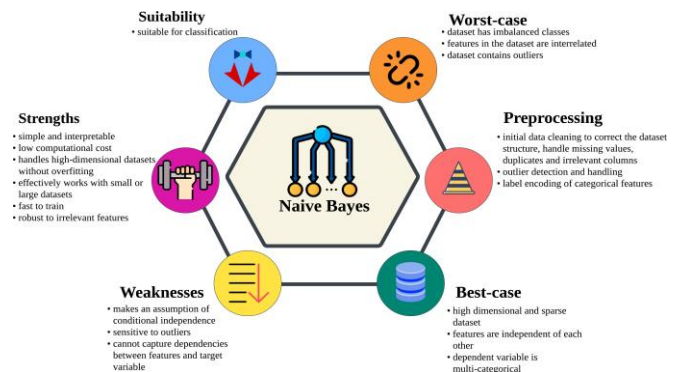 Suitability
• suitable for classification
Worst-case
• dataset has imbalanced classes
• features in the dataset are interrelated
• dataset contains outliers
Strengths
• simple and interpretable
• low computational cost
• handles high-dimensional datasets
without overfitting
• effectively works with small or
large datasets
• fast to train
• robust to irrelevant features
Naive Bayes
Preprocessing
• initial data cleaning to correct the dataset
structure, handle missing values,
duplicates and irrelevant columns
• outlier detection and handling
• label encoding of categorical features
Weaknesses
• makes an assumption of
conditional independence
• sensitive to outliers
• cannot capture dependencies
between features and target
variable
Best-case
• high dimensional and sparse
dataset
• features are independent of each
other
• dependent variable is
multi-categorical